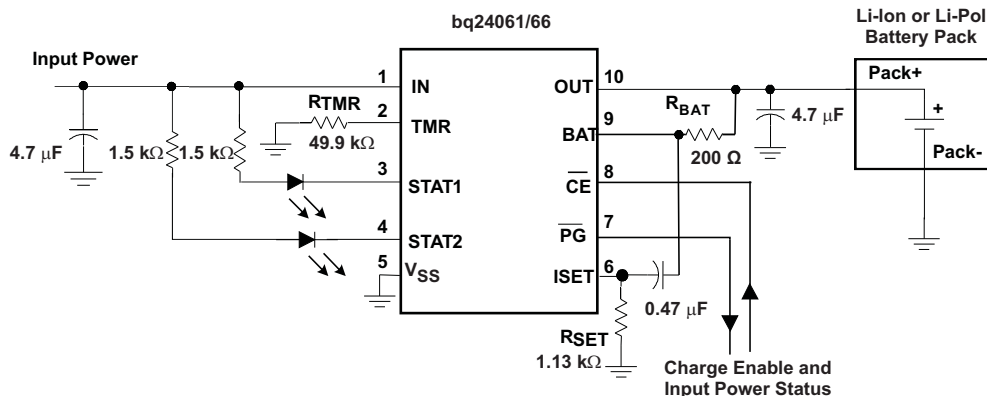 bq24061/66
Li-Ion or Li-Pol
Battery Pack
Input Power
Pack+
1
IN
OUT
10
RTMR
2
TMR
49.9 kΩ
RBAT
9
BAT
200 Ω
4.7 μF
+
Pack-
4.7 μF
1.5 kΩ
1.5 kΩ
3
STAT1
8
CE
4
STAT2
7
PG
5
VSS
6
ISET
0.47 μF
RSET
1.13 kΩ
Charge Enable and
Input Power Status